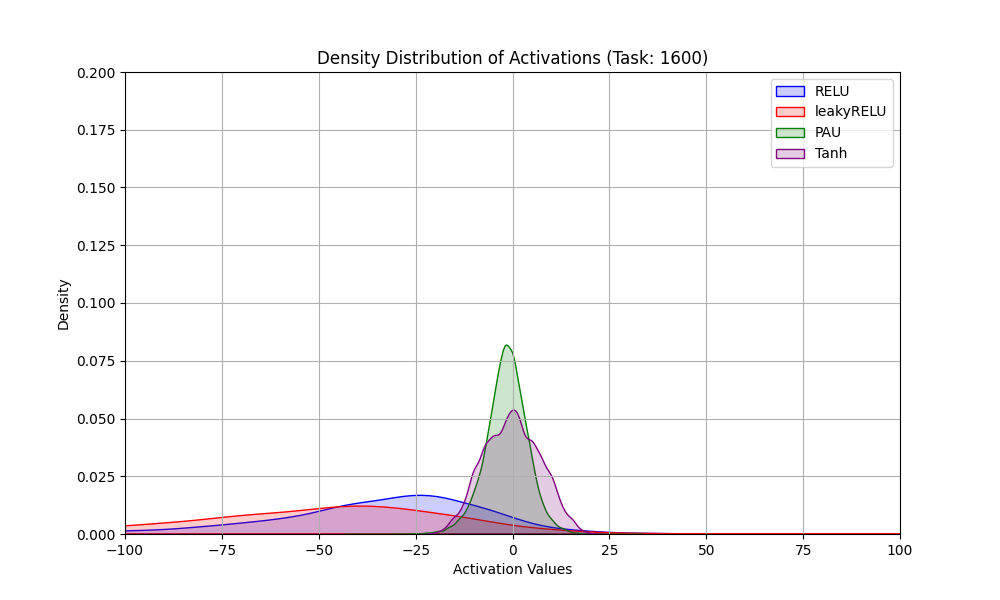 Density Distribution of Activations (Task: 1600)
0.200
0.175
0.150
0.125
0.100
0.075
0.050
0.025
0.000
Density
RELU
leakyRELU
PAU
Tanh
−100
−75
−50
−25
0
25
50
75
100
Activation Values